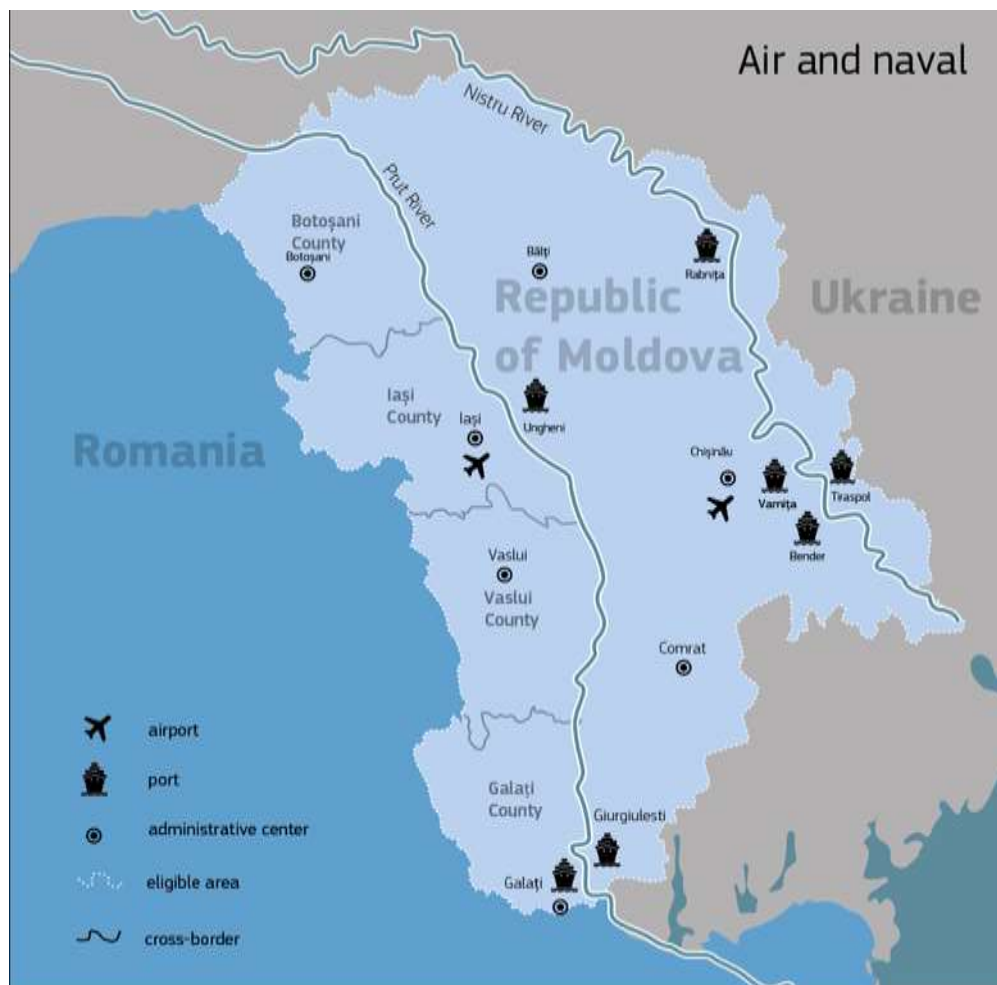 Air and naval
Nistru River
Prut River
Botoșani
County
Botoșani
Bălți
Rabnița
Republic
of Moldova
Ukraine
Iași
County
Iași
Ungheni
Romania
Chișinău
Varnița
Tiraspol
Bender
Vaslui
Vaslui
County
Comrat
airport
port
administrative center
eligible area
cross-border
Galați
County
Giurgiulesti
Galați